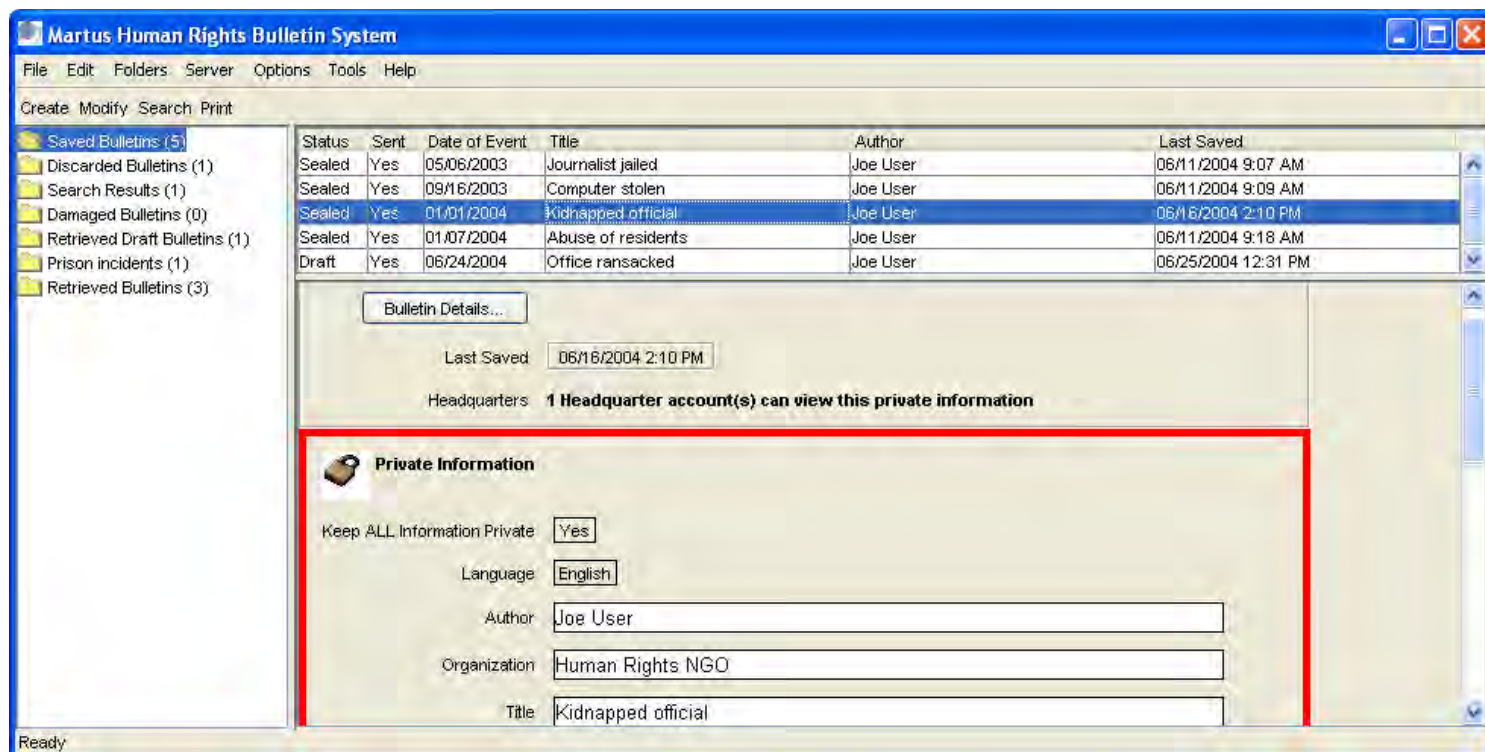 Martus Human Rights Bulletin System
File Edit Folders Server Options Tools Help
Create Modify Search Print
Saved Bulletins (5)
Discarded Bulletins (1)
Search Results (1)
Damaged Bulletins (0)
Retrieved Draft Bulletins (1)
Prison incidents (1)
Retrieved Bulletins (3)
Status Sent Date of Event Title Author Last Saved
Sealed Yes 05/06/2003 Journalist jailed Joe User 06/11/2004 9:07 AM
Sealed Yes 09/16/2003 Computer stolen Joe User 06/11/2004 9:09 AM
Sealed Yes 01/01/2004 Kidnapped official Joe User 06/16/2004 2:10 PM
Sealed Yes 01/07/2004 Abuse of residents Joe User 06/11/2004 9:18 AM
Draft Yes 06/24/2004 Office ransacked Joe User 06/25/2004 12:31 PM
Bulletin Details...
Last Saved 06/16/2004 2:10 PM
Headquarters 1 Headquarter account(s) can view this private information
Private Information
Keep ALL Information Private Yes
Language English
Author Joe User
Organization Human Rights NGO
Title Kidnapped official
Ready